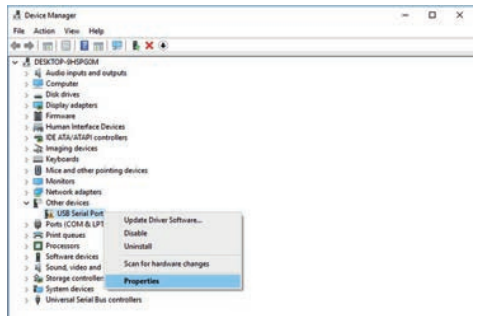 Device Manager
File Action View Help
DESKTOP-9HSPG0M
Audio inputs and outputs
Computer
Disk drives
Display adapters
Firmware
Human Interface Devices
IDE ATA/ATAPI controllers
Imaging devices
Keyboards
Mice and other pointing devices
Monitors
Network adapters
Other devices
USB Serial Port
Ports (COM & LPT
Print queues
Processors
Software devices
Sound, video and
Storage controller
System devices
Universal Serial Bus controllers
Update Driver Software...
Disable
Uninstall
Scan for hardware changes
Properties